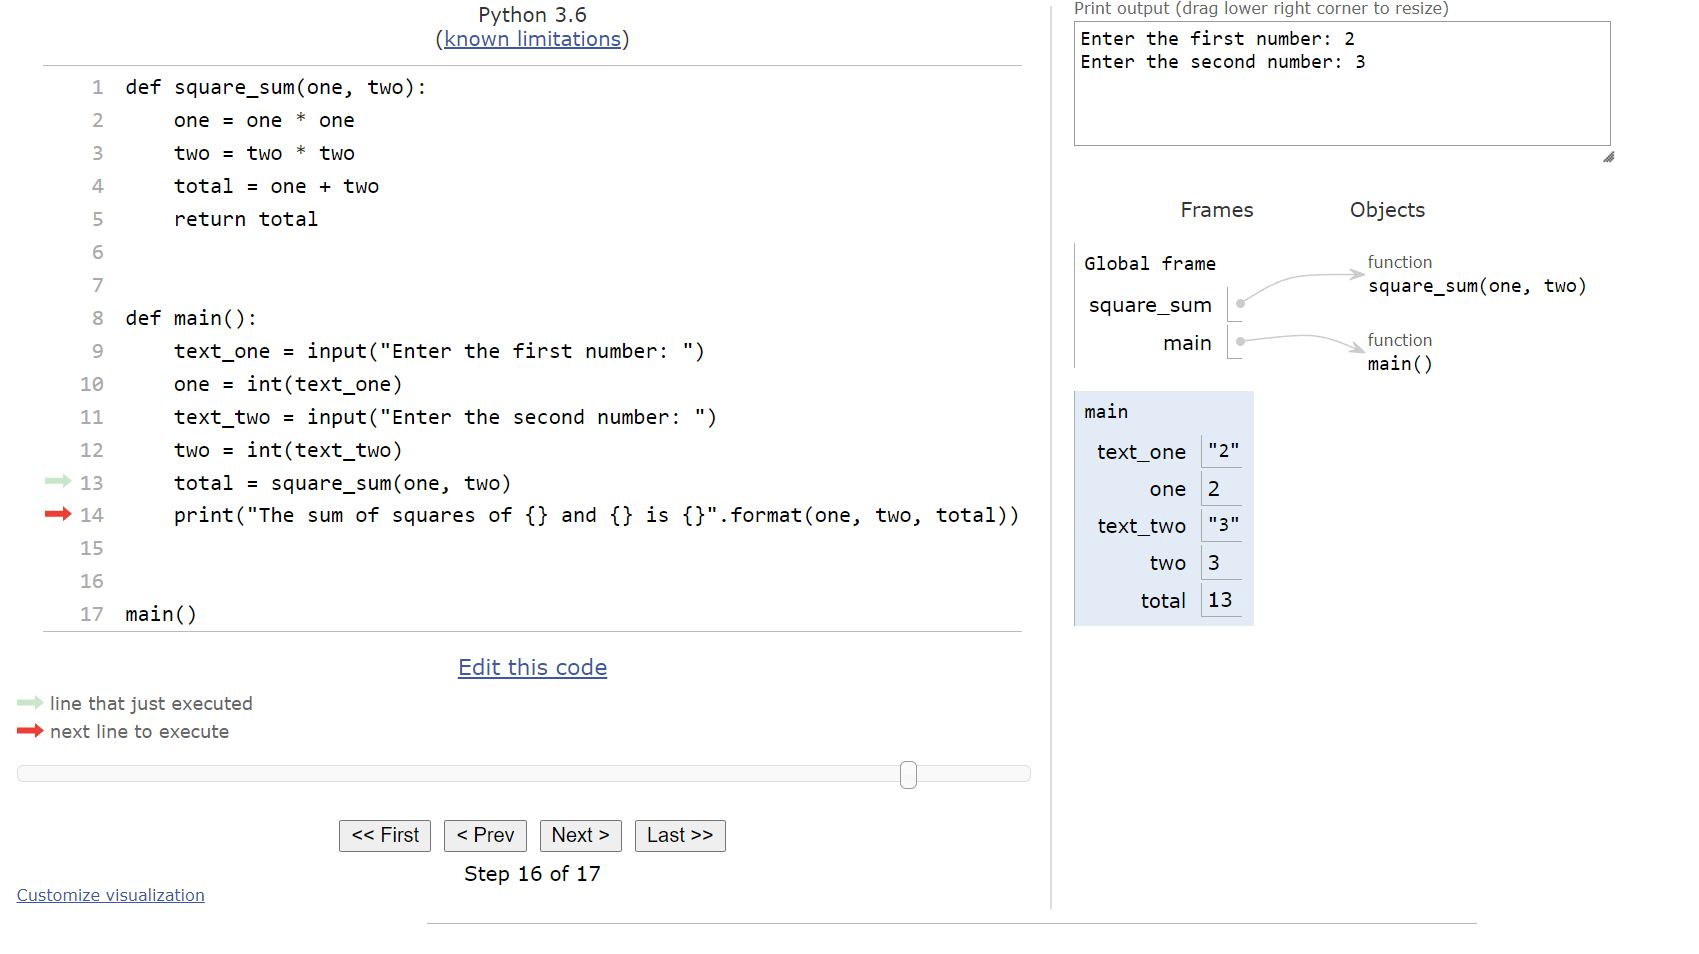 Python 3.6
(known limitations)
1 def square_sum(one, two):
2     one = one * one
3     two = two * two
4     total = one + two
5     return total
6
7
8 def main():
9     text_one = input("Enter the first number: ")
10     one = int(text_one)
11     text_two = input("Enter the second number: ")
12     two = int(text_two)
13     total = square_sum(one, two)
14     print("The sum of squares of {} and {} is {}".format(one, two, total))
15
16
17 main()
Edit this code
line that just executed
next line to execute
<< First < Prev Next > Last >>
Step 16 of 17
Customize visualization
Print output (drag lower right corner to resize)
Enter the first number: 2
Enter the second number: 3
Frames Objects
Global frame
square_sum
main
function
square_sum(one, two)
function
main()
main
text_one "2"
one 2
text_two "3"
two 3
total 13